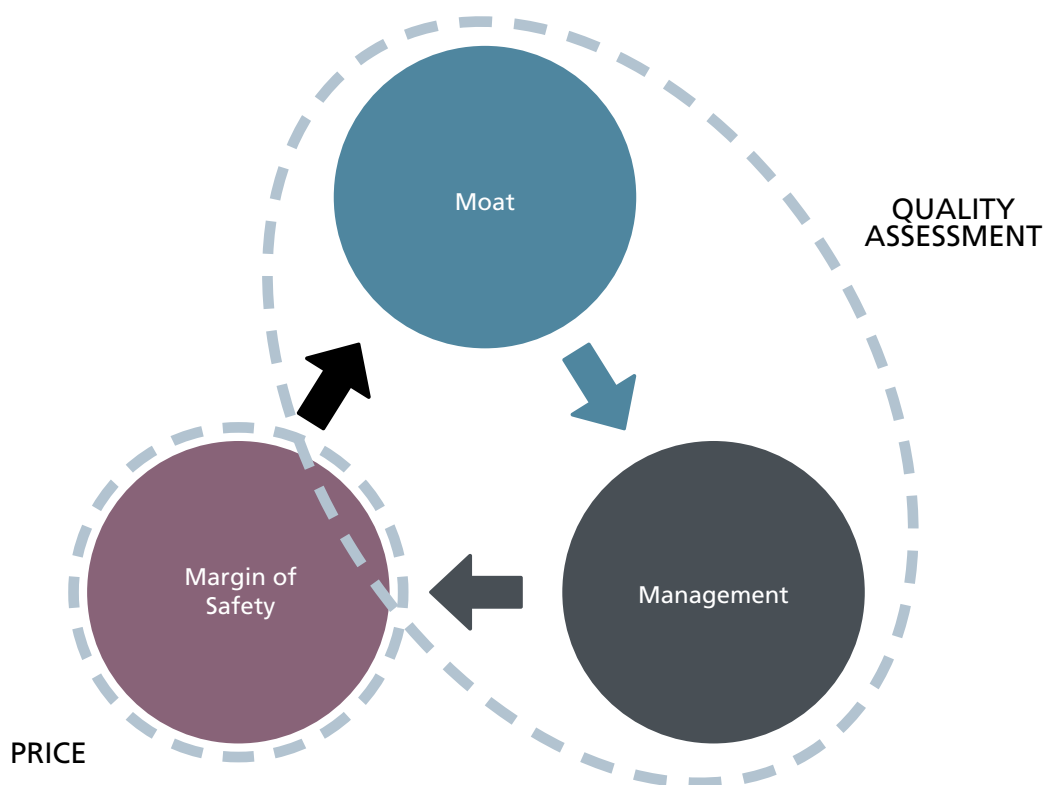 Moat
QUALITY
ASSESSMENT
Margin of
Safety
Management
PRICE